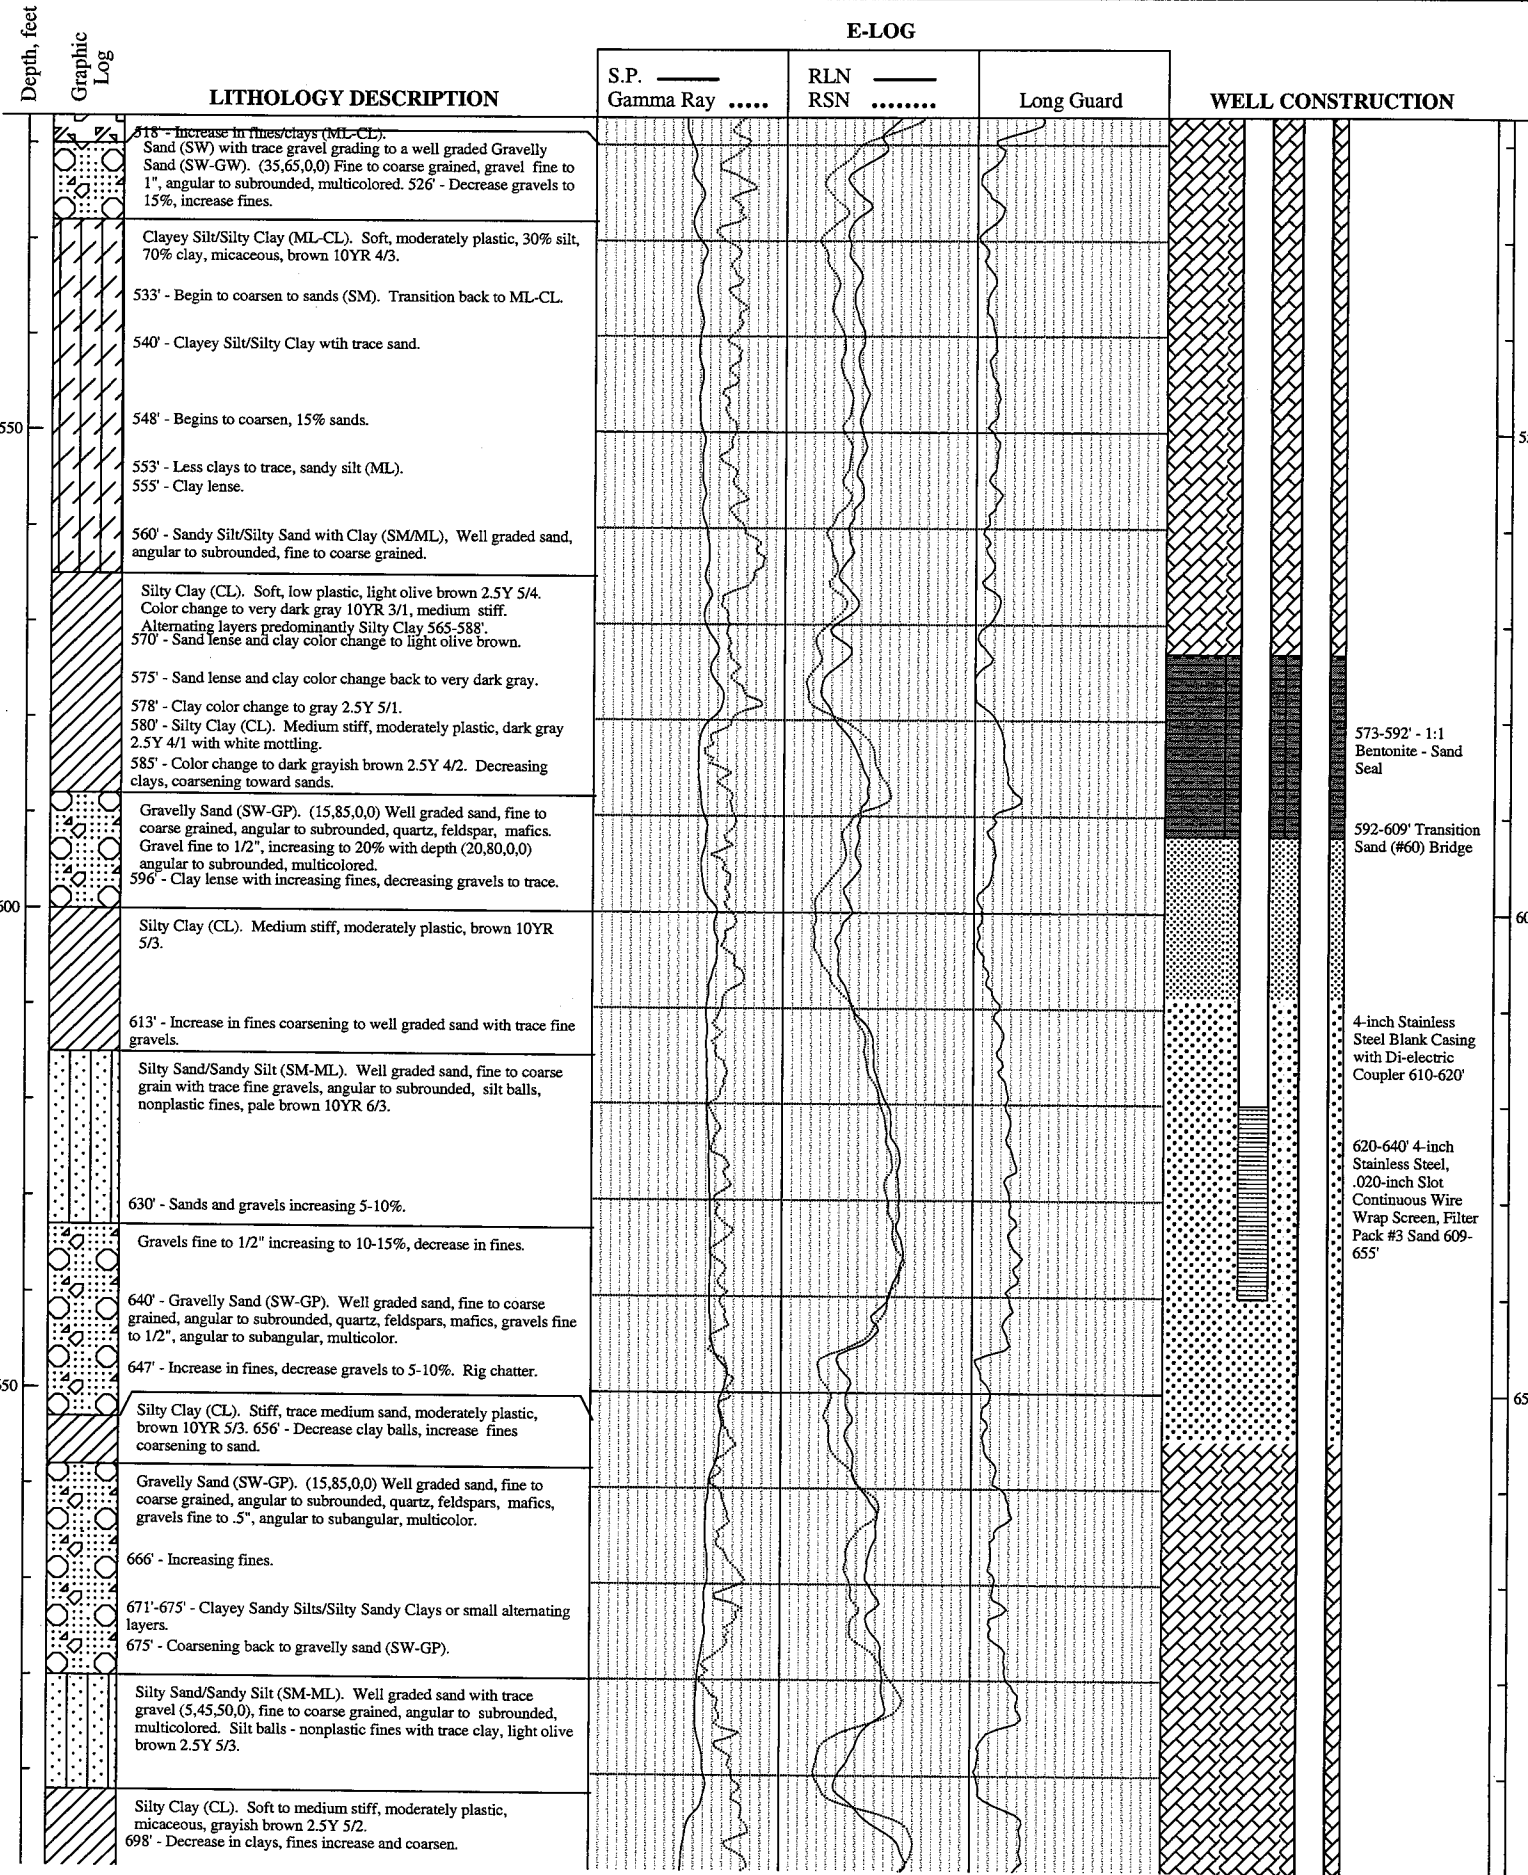 E-LOG
Depth, feet
Graphic
Log
LITHOLOGY DESCRIPTION
S.P.
Gamma Ray .....
RLN
RSN ........
Long Guard
WELL CONSTRUCTION
518' - Increase in fines/clays (ML-CL).
Sand (SW) with trace gravel grading to a well graded Gravelly
Sand (SW-GW). (35,65,0,0) Fine to coarse grained, gravel fine to
1", angular to subrounded, multicolored. 526' - Decrease gravels to
15%, increase fines.
Clayey Silt/Silty Clay (ML-CL). Soft, moderately plastic, 30% silt,
70% clay, micaceous, brown 10YR 4/3.
533' - Begin to coarsen to sands (SM). Transition back to ML-CL.
540' - Clayey Silt/Silty Clay wtih trace sand.
548' - Begins to coarsen, 15% sands.
550
553' - Less clays to trace, sandy silt (ML).
555' - Clay lense.
560' - Sandy Silt/Silty Sand with Clay (SM/ML), Well graded sand,
angular to subrounded, fine to coarse grained.
Silty Clay (CL). Soft, low plastic, light olive brown 2.5Y 5/4.
Color change to very dark gray 10YR 3/1, medium stiff.
Alternating layers predominantly Silty Clay 565-588'.
570' - Sand lense and clay color change to light olive brown.
575' - Sand lense and clay color change back to very dark gray.
578' - Clay color change to gray 2.5Y 5/1.
580' - Silty Clay (CL). Medium stiff, moderately plastic, dark gray
2.5Y 4/1 with white mottling.
585' - Color change to dark grayish brown 2.5Y 4/2. Decreasing
clays, coarsening toward sands.
573-592' - 1:1
Bentonite - Sand
Seal
Gravelly Sand (SW-GP). (15,85,0,0) Well graded sand, fine to
coarse grained, angular to subrounded, quartz, feldspar, mafics.
Gravel fine to 1/2", increasing to 20% with depth (20,80,0,0)
angular to subrounded, multicolored.
596' - Clay lense with increasing fines, decreasing gravels to trace.
592-609' Transition
Sand (#60) Bridge
600
Silty Clay (CL). Medium stiff, moderately plastic, brown 10YR
5/3.
613' - Increase in fines coarsening to well graded sand with trace fine
gravels.
4-inch Stainless
Steel Blank Casing
with Di-electric
Coupler 610-620'
Silty Sand/Sandy Silt (SM-ML). Well graded sand, fine to coarse
grain with trace fine gravels, angular to subrounded, silt balls,
nonplastic fines, pale brown 10YR 6/3.
630' - Sands and gravels increasing 5-10%.
620-640' 4-inch
Stainless Steel,
.020-inch Slot
Continuous Wire
Wrap Screen, Filter
Pack #3 Sand 609-
655'
Gravels fine to 1/2" increasing to 10-15%, decrease in fines.
640' - Gravelly Sand (SW-GP). Well graded sand, fine to coarse
grained, angular to subrounded, quartz, feldspars, mafics, gravels fine
to 1/2", angular to subangular, multicolor.
647' - Increase in fines, decrease gravels to 5-10%. Rig chatter.
Silty Clay (CL). Stiff, trace medium sand, moderately plastic,
brown 10YR 5/3. 656' - Decrease clay balls, increase fines
coarsening to sand.
Gravelly Sand (SW-GP). (15,85,0,0) Well graded sand, fine to
coarse grained, angular to subrounded, quartz, feldspars, mafics,
gravels fine to .5", angular to subangular, multicolor.
666' - Increasing fines.
671'-675' - Clayey Sandy Silts/Silty Sandy Clays or small alternating
layers.
675' - Coarsening back to gravelly sand (SW-GP).
Silty Sand/Sandy Silt (SM-ML). Well graded sand with trace
gravel (5,45,50,0), fine to coarse grained, angular to subrounded,
multicolored. Silt balls - nonplastic fines with trace clay, light olive
brown 2.5Y 5/3.
Silty Clay (CL). Soft to medium stiff, moderately plastic,
micaceous, grayish brown 2.5Y 5/2.
698' - Decrease in clays, fines increase and coarsen.